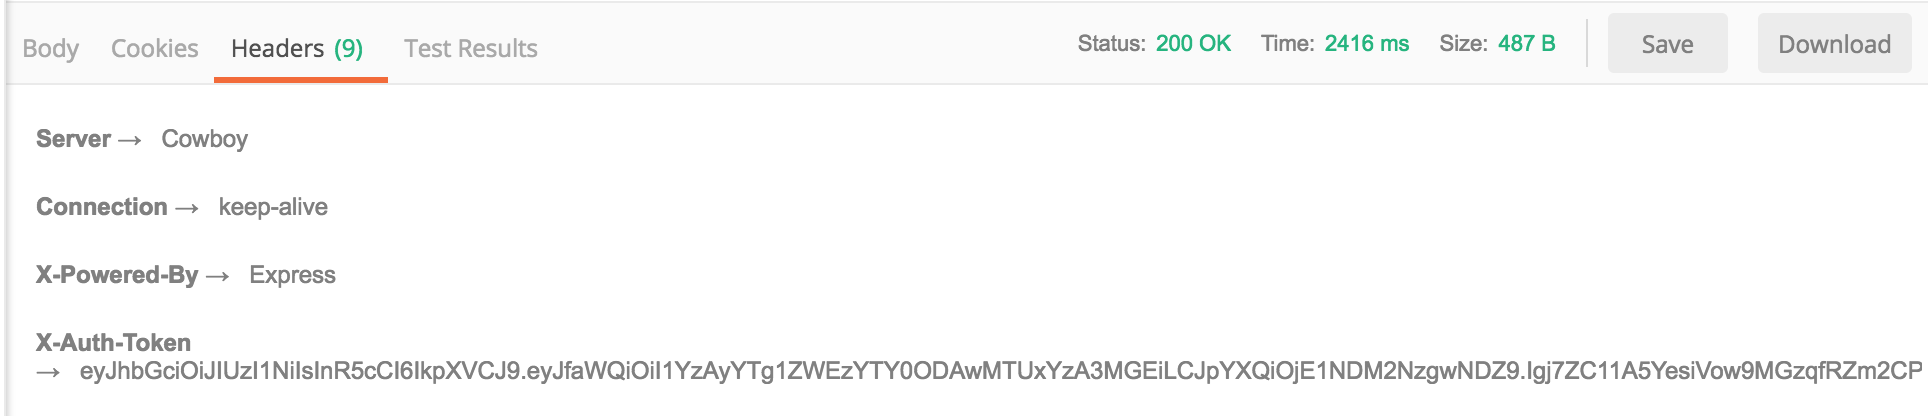 Body Cookies Headers (9) Test Results Status: 200 OK Time: 2416 ms Size: 487 B Save Download
Server → Cowboy
Connection → keep-alive
X-Powered-By → Express
X-Auth-Token
→ eyJhbGciOiJIUzI1NiIsInR5cCI6IkpXVCJ9.eyJfaWQiOiI1YzAyYTg1ZWEzYTY0ODAwMTUxYzA3MGEiLCJpYXQiOjE1NDM2NzgwNDZ9.Igj7ZC11A5YesiVow9MGzqfRZm2CP